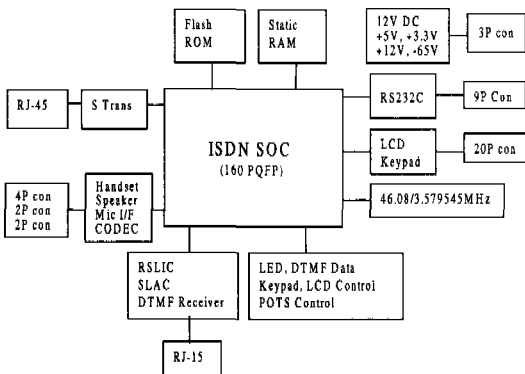 Flash
ROM
Static
RAM
12V DC
+5V, +3.3V
+12V, -65V
3P con
RJ-45
S Trans
ISDN SOC
(160 PQFP)
RS232C
9P Con
LCD
Keypad
20P con
4P con
2P con
2P con
Handset
Speaker
Mic I/F
CODEC
46.08/3.579545MHz
RSLIC
SLAC
DTMF Receiver
LED, DTMF Data
Keypad, LCD Control
POTS Control
RJ-15